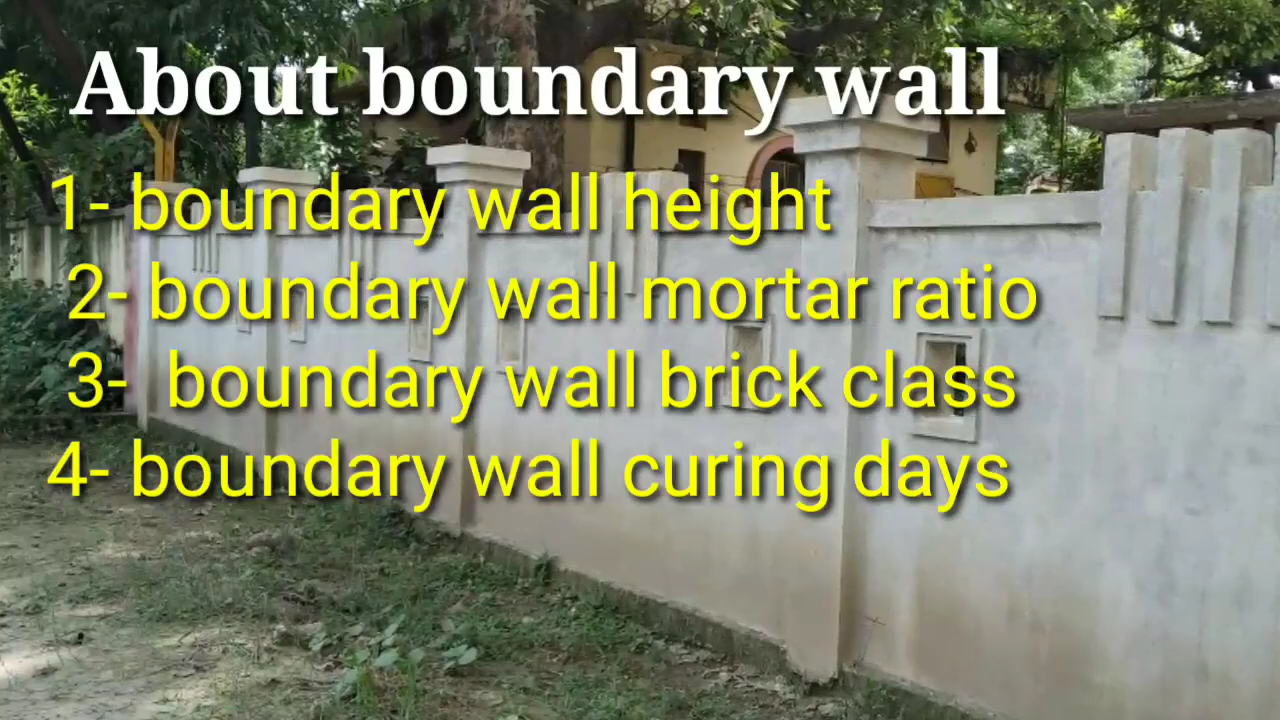 About boundary wall
1- boundary wall height
2- boundary wall mortar ratio
3- boundary wall brick class
4- boundary wall curing days